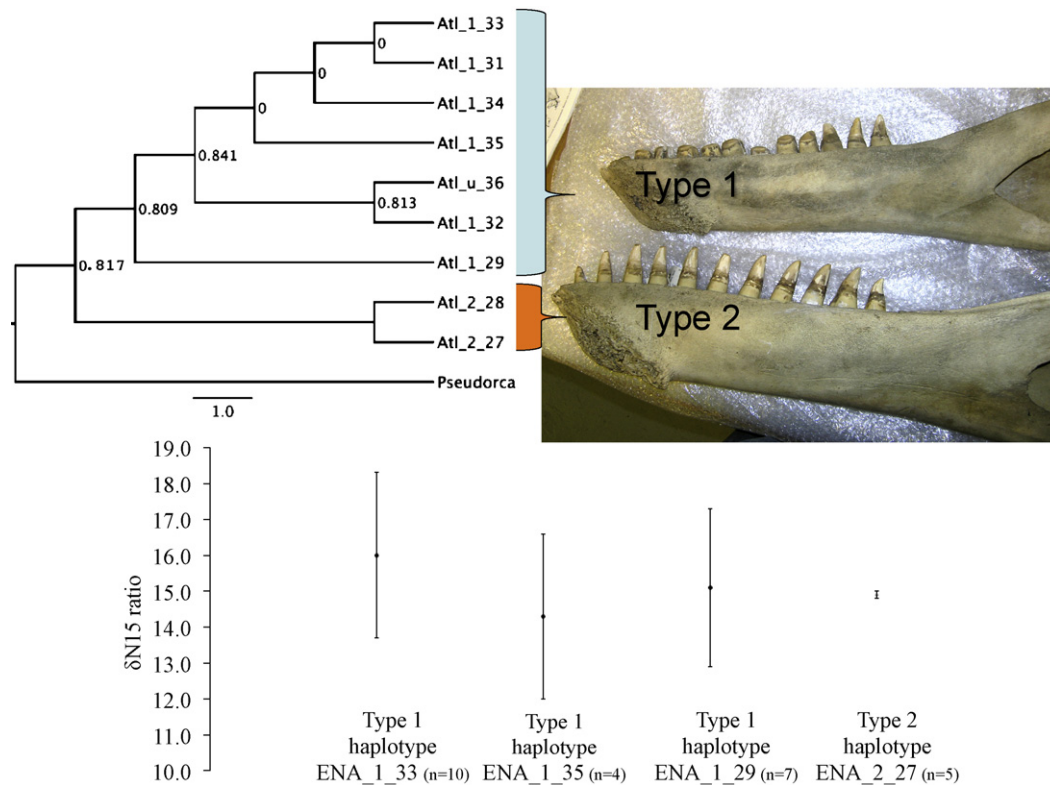 Atl_1_33
Atl_1_31
Atl_1_34
Atl_1_35
Atl_u_36
Atl_1_32
Atl_1_29
Atl_2_28
Atl_2_27
Pseudorca
0
0
0
0.841
0.813
0.809
0.817
1.0
Type 1
Type 2
19.0
18.0
17.0
16.0
15.0
14.0
13.0
12.0
11.0
10.0
δN15 ratio
Type 1
haplotype
ENA_1_33 (n=10)
Type 1
haplotype
ENA_1_35 (n=4)
Type 1
haplotype
ENA_1_29 (n=7)
Type 2
haplotype
ENA_2_27 (n=5)